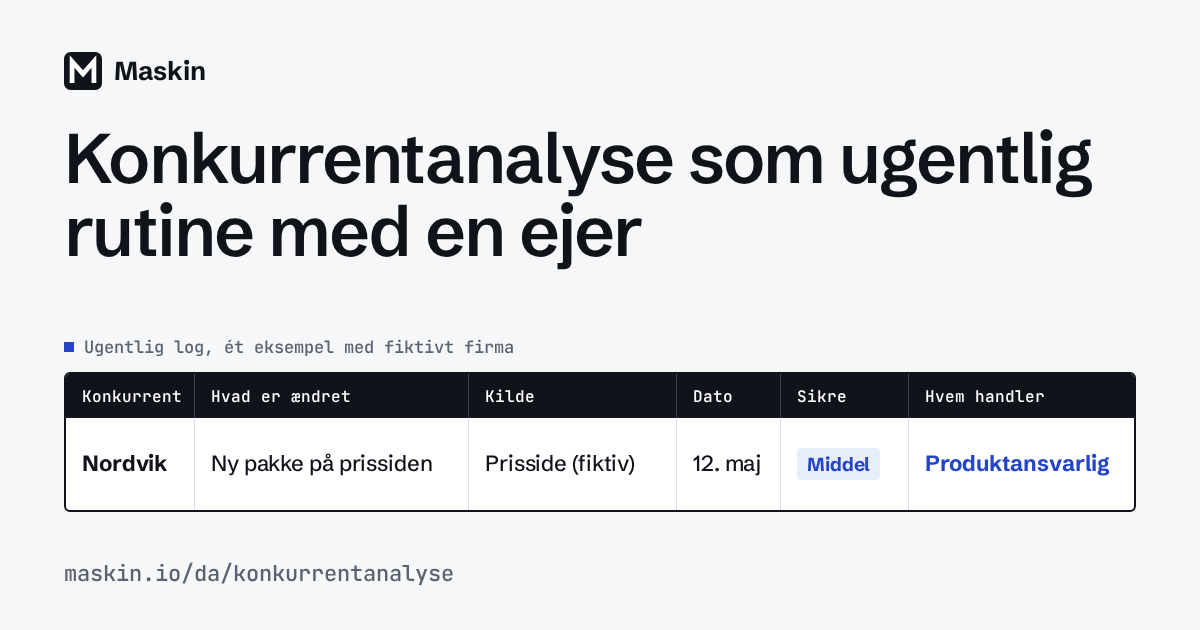 Maskin
Konkurrentanalyse som ugentlig
rutine med en ejer
Ugentlig log, ét eksempel med fiktivt firma
Konkurrent Hvad er ændret Kilde Dato Sikre Hvem handler
Nordvik Ny pakke på prissiden Prisside (fiktiv) 12. maj Middel Produktansvarlig
maskin.io/da/konkurrentanalyse